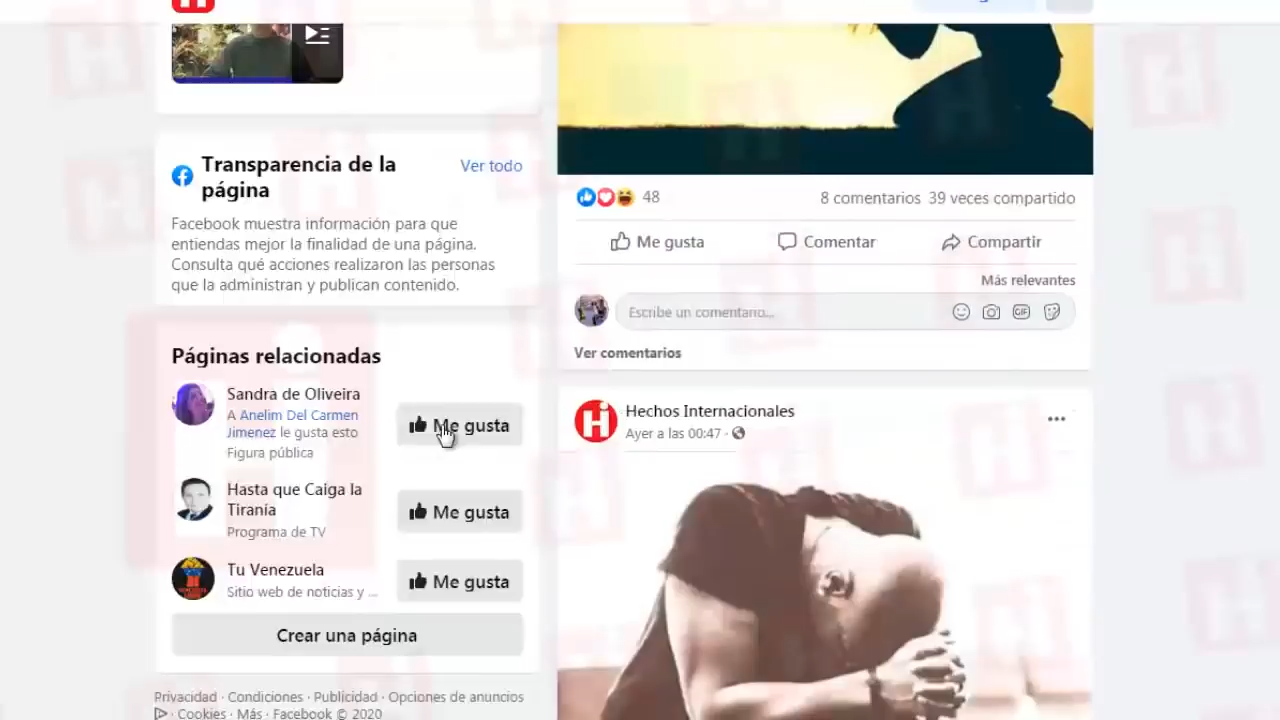 Transparencia de la
página
Ver todo
Facebook muestra información para que
entiendas mejor la finalidad de una página.
Consulta qué acciones realizaron las personas
que la administran y publican contenido.
Páginas relacionadas
Sandra de Oliveira
A Anelim Del Carmen
Jimenez le gusta esto
Figura pública
Me gusta
Hasta que Caiga la
Tiranía
Programa de TV
Me gusta
Tu Venezuela
Sitio web de noticias y ...
Me gusta
Crear una página
Privacidad · Condiciones · Publicidad · Opciones de anuncios
· Cookies · Más · Facebook © 2020
48
8 comentarios 39 veces compartido
Me gusta
Comentar
Compartir
Más relevantes
Escribe un comentario...
GIF
Ver comentarios
Hi
Hechos Internacionales
Ayer a las 00:47 ·